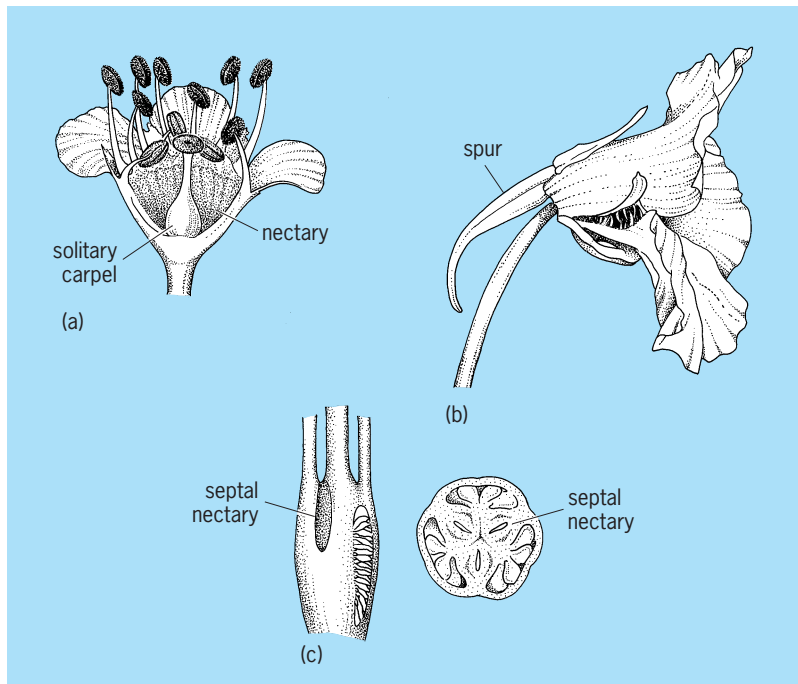 solitary
carpel
nectary
(a)
spur
(b)
septal
nectary
septal
nectary
(c)